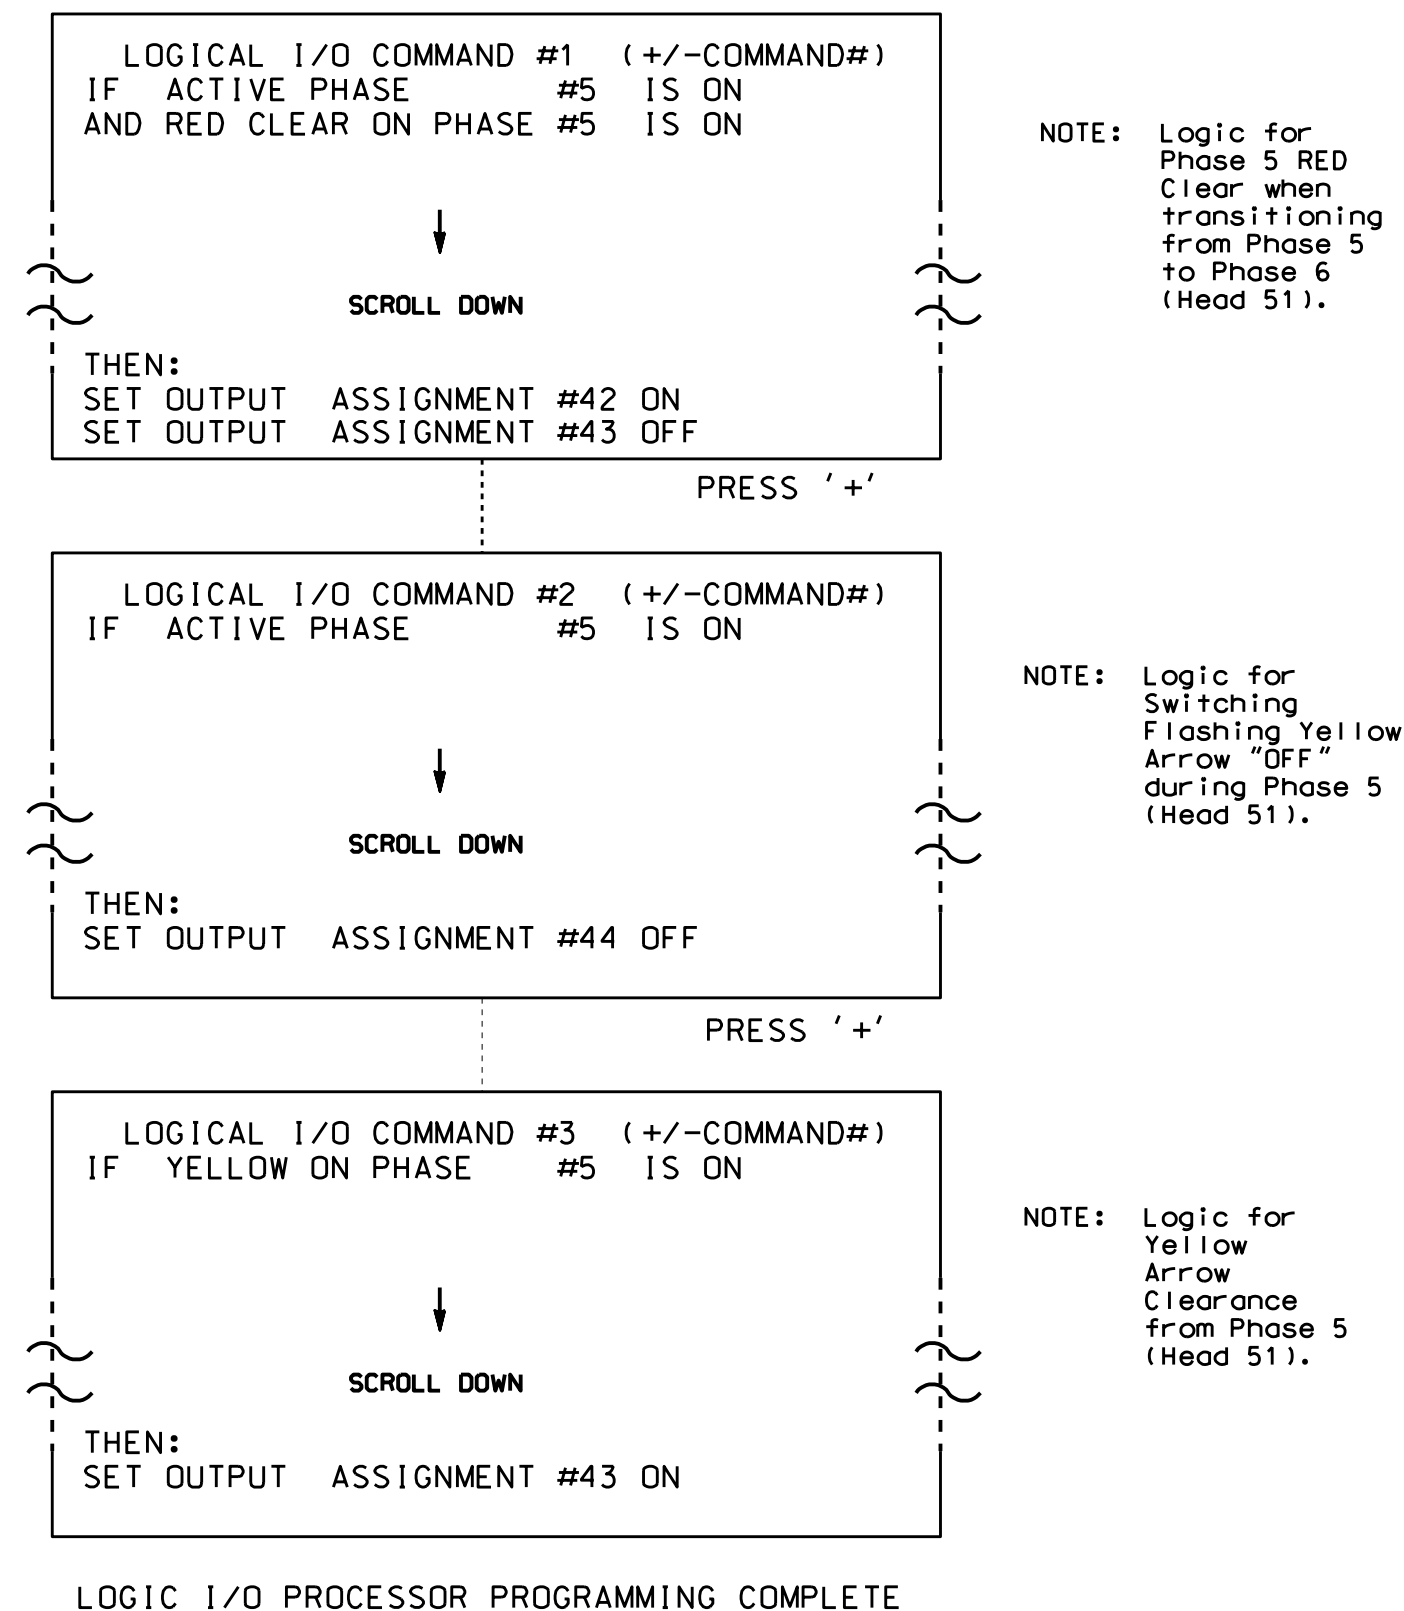 LOGICAL I/O COMMAND #1 (+/-COMMAND#)
IF ACTIVE PHASE #5 IS ON
AND RED CLEAR ON PHASE #5 IS ON
SCROLL DOWN
THEN:
SET OUTPUT ASSIGNMENT #42 ON
SET OUTPUT ASSIGNMENT #43 OFF
NOTE: Logic for
Phase 5 RED
Clear when
transitioning
from Phase 5
to Phase 6
(Head 51).
PRESS '+'
LOGICAL I/O COMMAND #2 (+/-COMMAND#)
IF ACTIVE PHASE #5 IS ON
SCROLL DOWN
THEN:
SET OUTPUT ASSIGNMENT #44 OFF
NOTE: Logic for
Switching
Flashing Yellow
Arrow "OFF"
during Phase 5
(Head 51).
PRESS '+'
LOGICAL I/O COMMAND #3 (+/-COMMAND#)
IF YELLOW ON PHASE #5 IS ON
SCROLL DOWN
THEN:
SET OUTPUT ASSIGNMENT #43 ON
NOTE: Logic for
Yellow
Arrow
Clearance
from Phase 5
(Head 51).
LOGIC I/O PROCESSOR PROGRAMMING COMPLETE